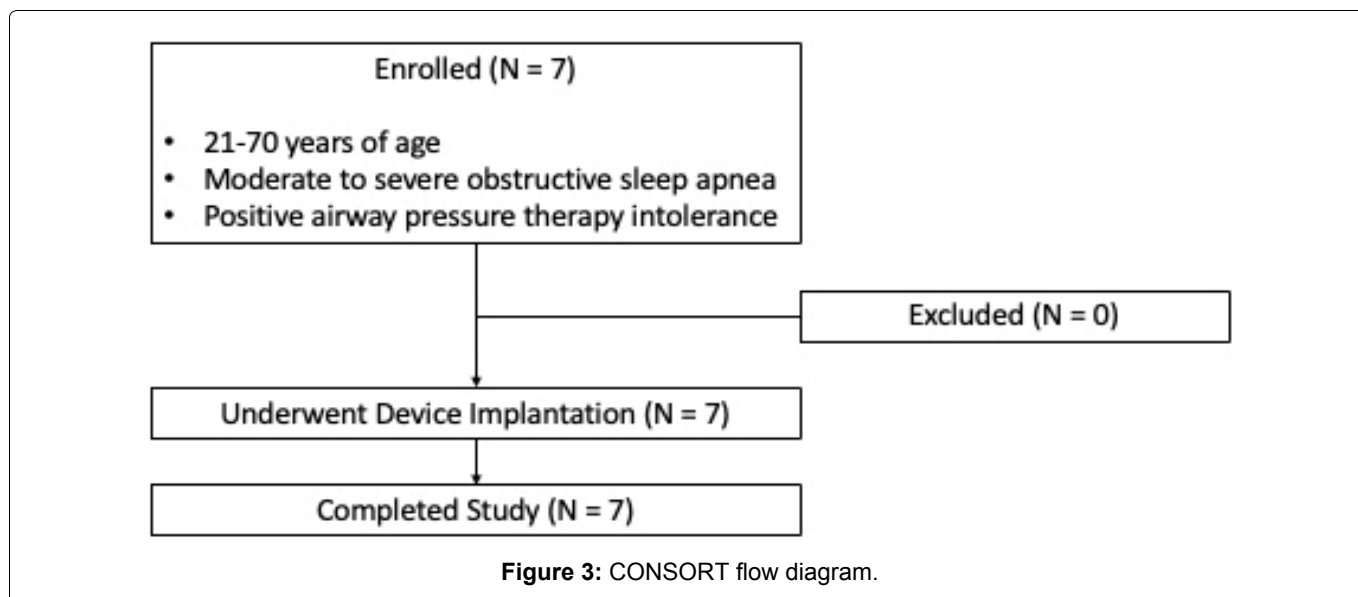 Enrolled (N = 7)
• 21-70 years of age
• Moderate to severe obstructive sleep apnea
• Positive airway pressure therapy intolerance
Excluded (N = 0)
Underwent Device Implantation (N = 7)
Completed Study (N = 7)
Figure 3: CONSORT flow diagram.